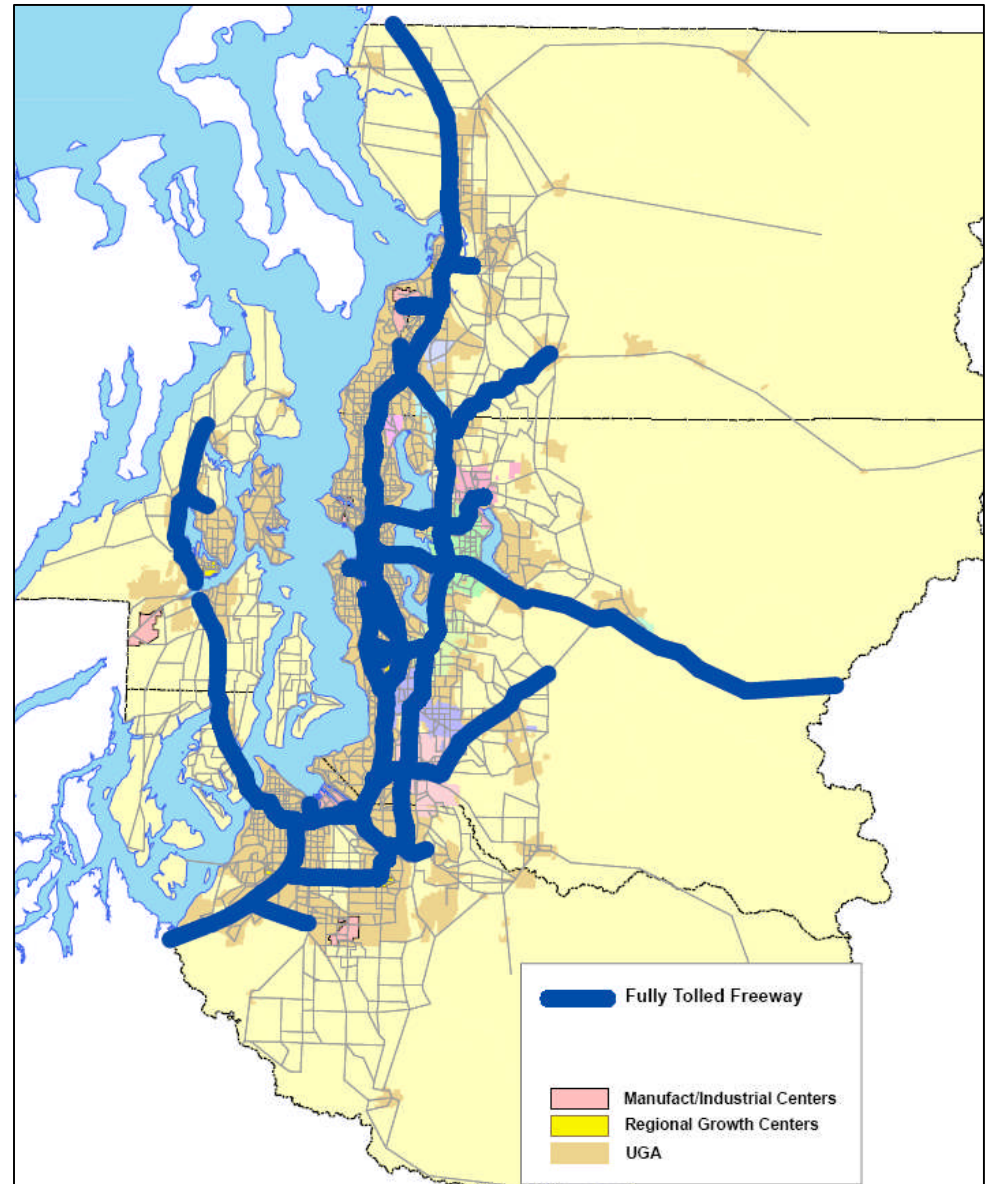 Fully Tolled Freeway
Manufact/Industrial Centers
Regional Growth Centers
UGA